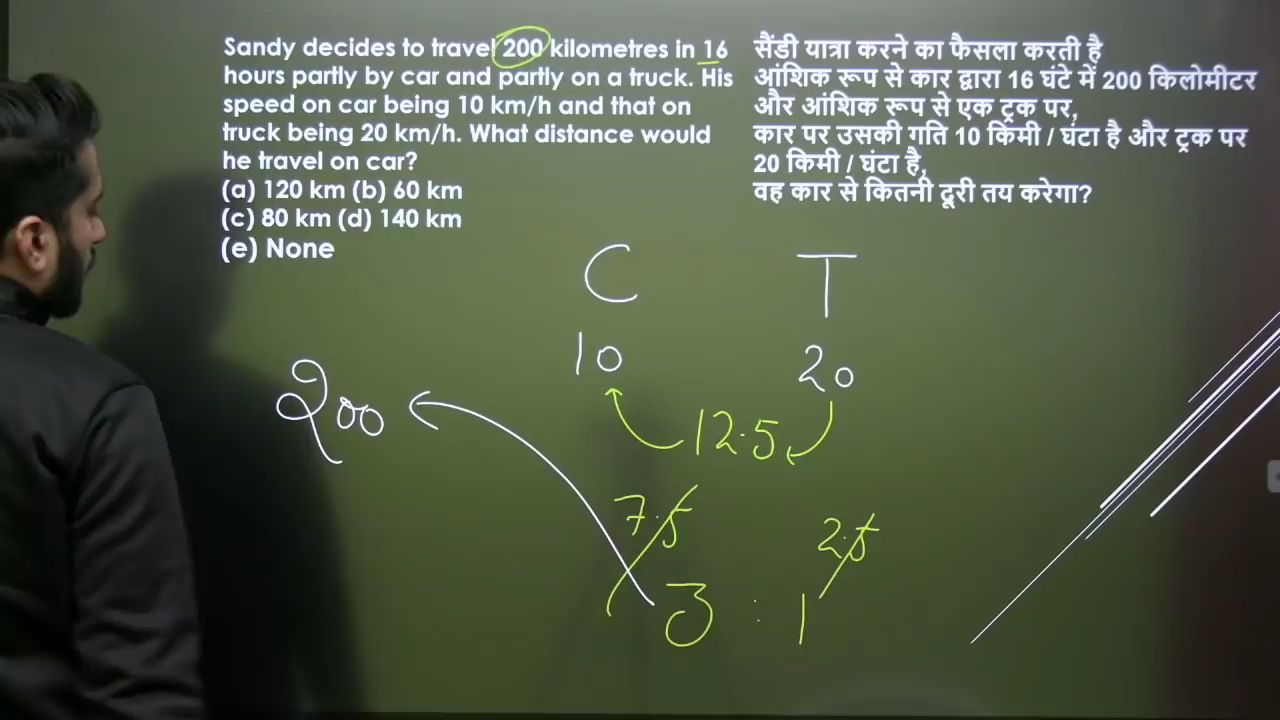 Sandy decides to travel 200 kilometres in 16
hours partly by car and partly on a truck. His
speed on car being 10 km/h and that on
truck being 20 km/h. What distance would
he travel on car?
(a) 120 km (b) 60 km
(c) 80 km (d) 140 km
(e) None
सैंडी यात्रा करने का फैसला करती है
आंशिक रूप से कार द्वारा 16 घंटे में 200 किलोमीटर
और आंशिक रूप से एक ट्रक पर,
कार पर उसकी गति 10 किमी / घंटा है और ट्रक पर
20 किमी / घंटा है,
वह कार से कितनी दूरी तय करेगा?
C T
10 20
200
12.5
7.5 2.5
3 : 1